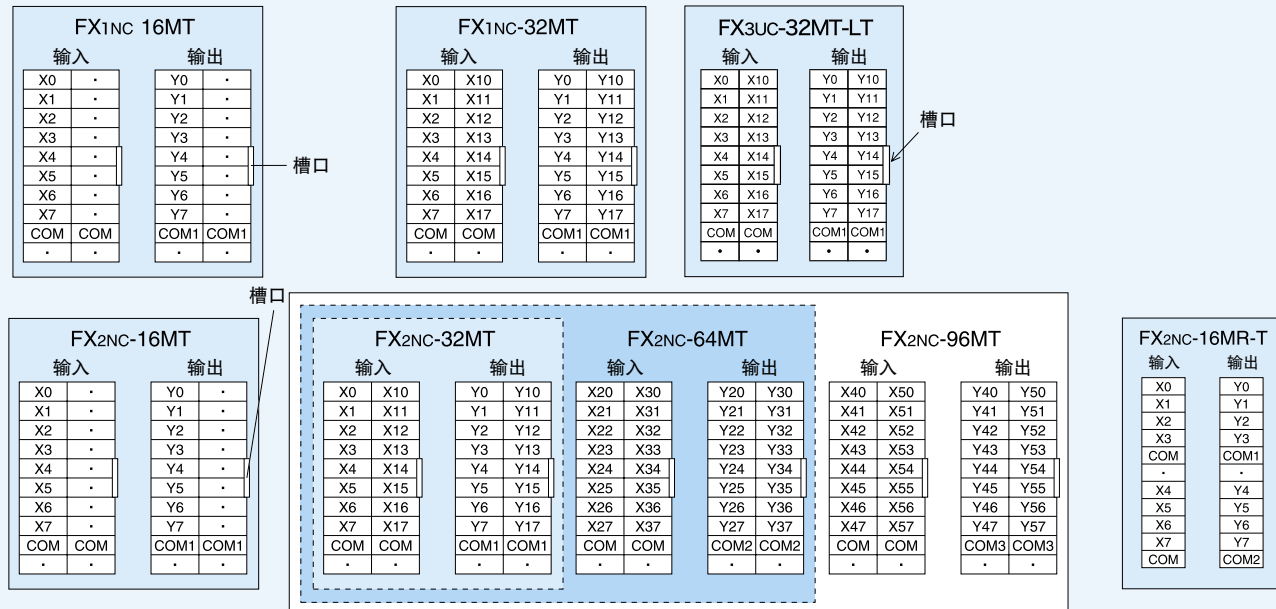 FX1NC 16MT
输入 输出
X0 · Y0 ·
X1 · Y1 ·
X2 · Y2 ·
X3 · Y3 ·
X4 · Y4 ·
X5 · Y5 ·
X6 · Y6 ·
X7 · Y7 ·
COM COM COM1 COM1
· · · ·
槽口
FX1NC-32MT
输入 输出
X0 X10 Y0 Y10
X1 X11 Y1 Y11
X2 X12 Y2 Y12
X3 X13 Y3 Y13
X4 X14 Y4 Y14
X5 X15 Y5 Y15
X6 X16 Y6 Y16
X7 X17 Y7 Y17
COM COM COM1 COM1
· · · ·
FX3UC-32MT-LT
输入 输出
X0 X10 Y0 Y10
X1 X11 Y1 Y11
X2 X12 Y2 Y12
X3 X13 Y3 Y13
X4 X14 Y4 Y14
X5 X15 Y5 Y15
X6 X16 Y6 Y16
X7 X17 Y7 Y17
COM COM COM1 COM1
· · · ·
槽口
FX2NC-16MT
输入 输出
X0 · Y0 ·
X1 · Y1 ·
X2 · Y2 ·
X3 · Y3 ·
X4 · Y4 ·
X5 · Y5 ·
X6 · Y6 ·
X7 · Y7 ·
COM COM COM1 COM1
· · · ·
槽口
FX2NC-32MT
输入 输出
X0 X10 Y0 Y10
X1 X11 Y1 Y11
X2 X12 Y2 Y12
X3 X13 Y3 Y13
X4 X14 Y4 Y14
X5 X15 Y5 Y15
X6 X16 Y6 Y16
X7 X17 Y7 Y17
COM COM COM1 COM1
· · · ·
FX2NC-64MT
输入 输出
X20 X30 Y20 Y30
X21 X31 Y21 Y31
X22 X32 Y22 Y32
X23 X33 Y23 Y33
X24 X34 Y24 Y34
X25 X35 Y25 Y35
X26 X36 Y26 Y36
X27 X37 Y27 Y37
COM COM COM2 COM2
· · · ·
FX2NC-96MT
输入 输出
X40 X50 Y40 Y50
X41 X51 Y41 Y51
X42 X52 Y42 Y52
X43 X53 Y43 Y53
X44 X54 Y44 Y54
X45 X55 Y45 Y55
X46 X56 Y46 Y56
X47 X57 Y47 Y57
COM COM COM3 COM3
· · · ·
FX2NC-16MR-T
输入 输出
X0 Y0
X1 Y1
X2 Y2
X3 Y3
COM COM1
· ·
X4 Y4
X5 Y5
X6 Y6
X7 Y7
COM COM2